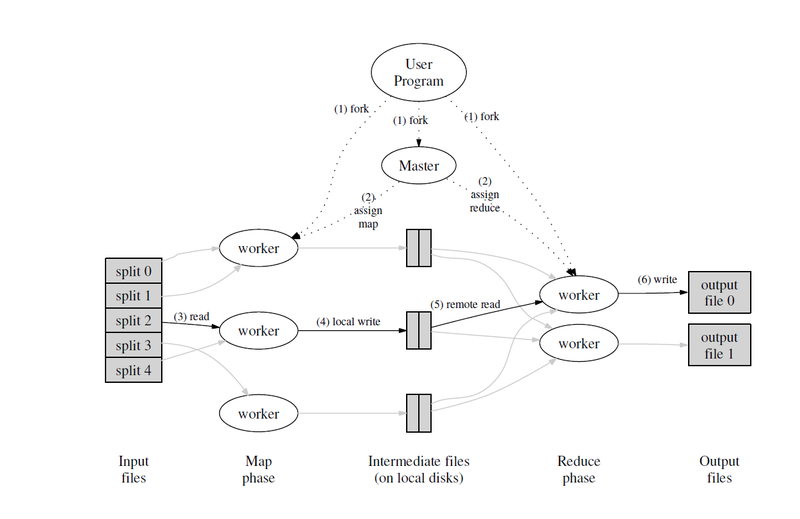 User
Program
(1) fork
(1) fork
(1) fork
Master
(2)
assign
map
(2)
assign
reduce
worker
split 0
split 1
split 2
split 3
split 4
(3) read
worker
(4) local write
(5) remote read
worker
(6) write
output
file 0
worker
output
file 1
worker
Input
files
Map
phase
Intermediate files
(on local disks)
Reduce
phase
Output
files